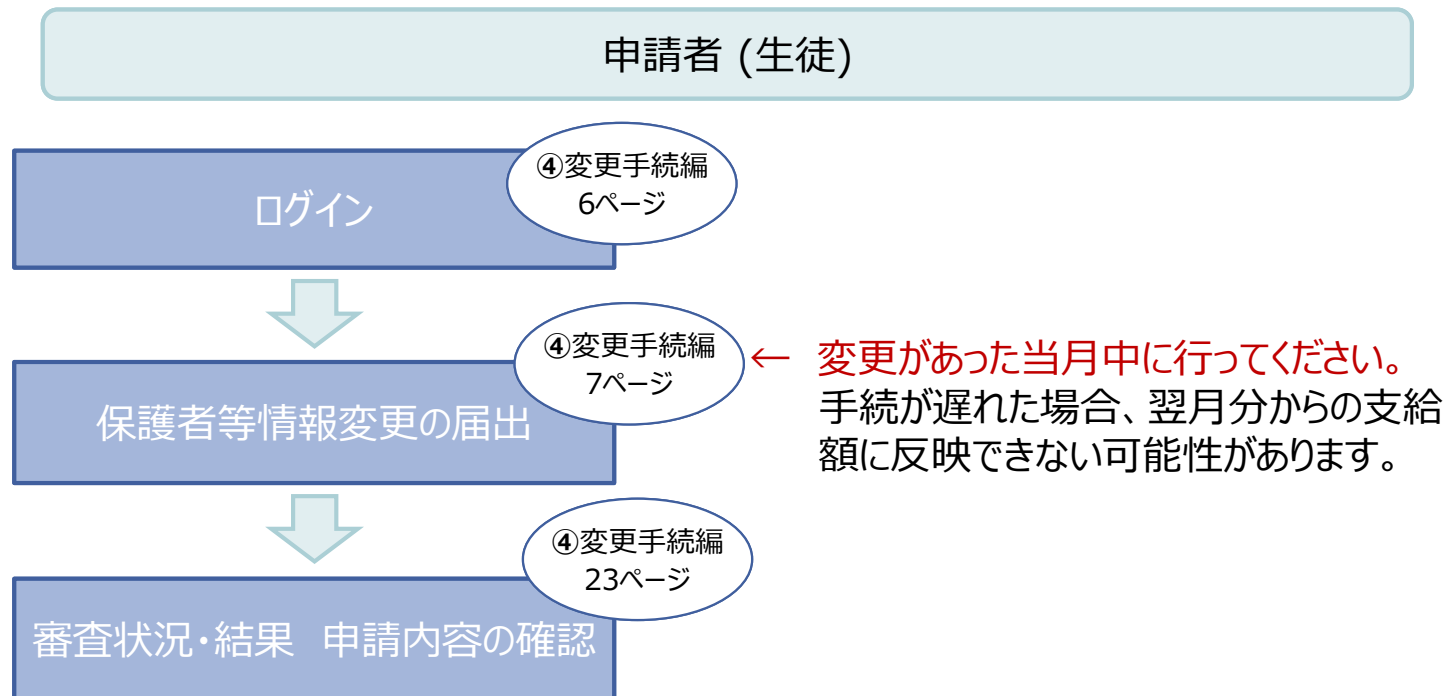 申請者 (生徒)
④変更手続編
6ページ
ログイン
④変更手続編
7ページ
← 変更があった当月中に行ってください。
手続が遅れた場合、翌月分からの支給
額に反映できない可能性があります。
保護者等情報変更の届出
④変更手続編
23ページ
審査状況・結果　申請内容の確認